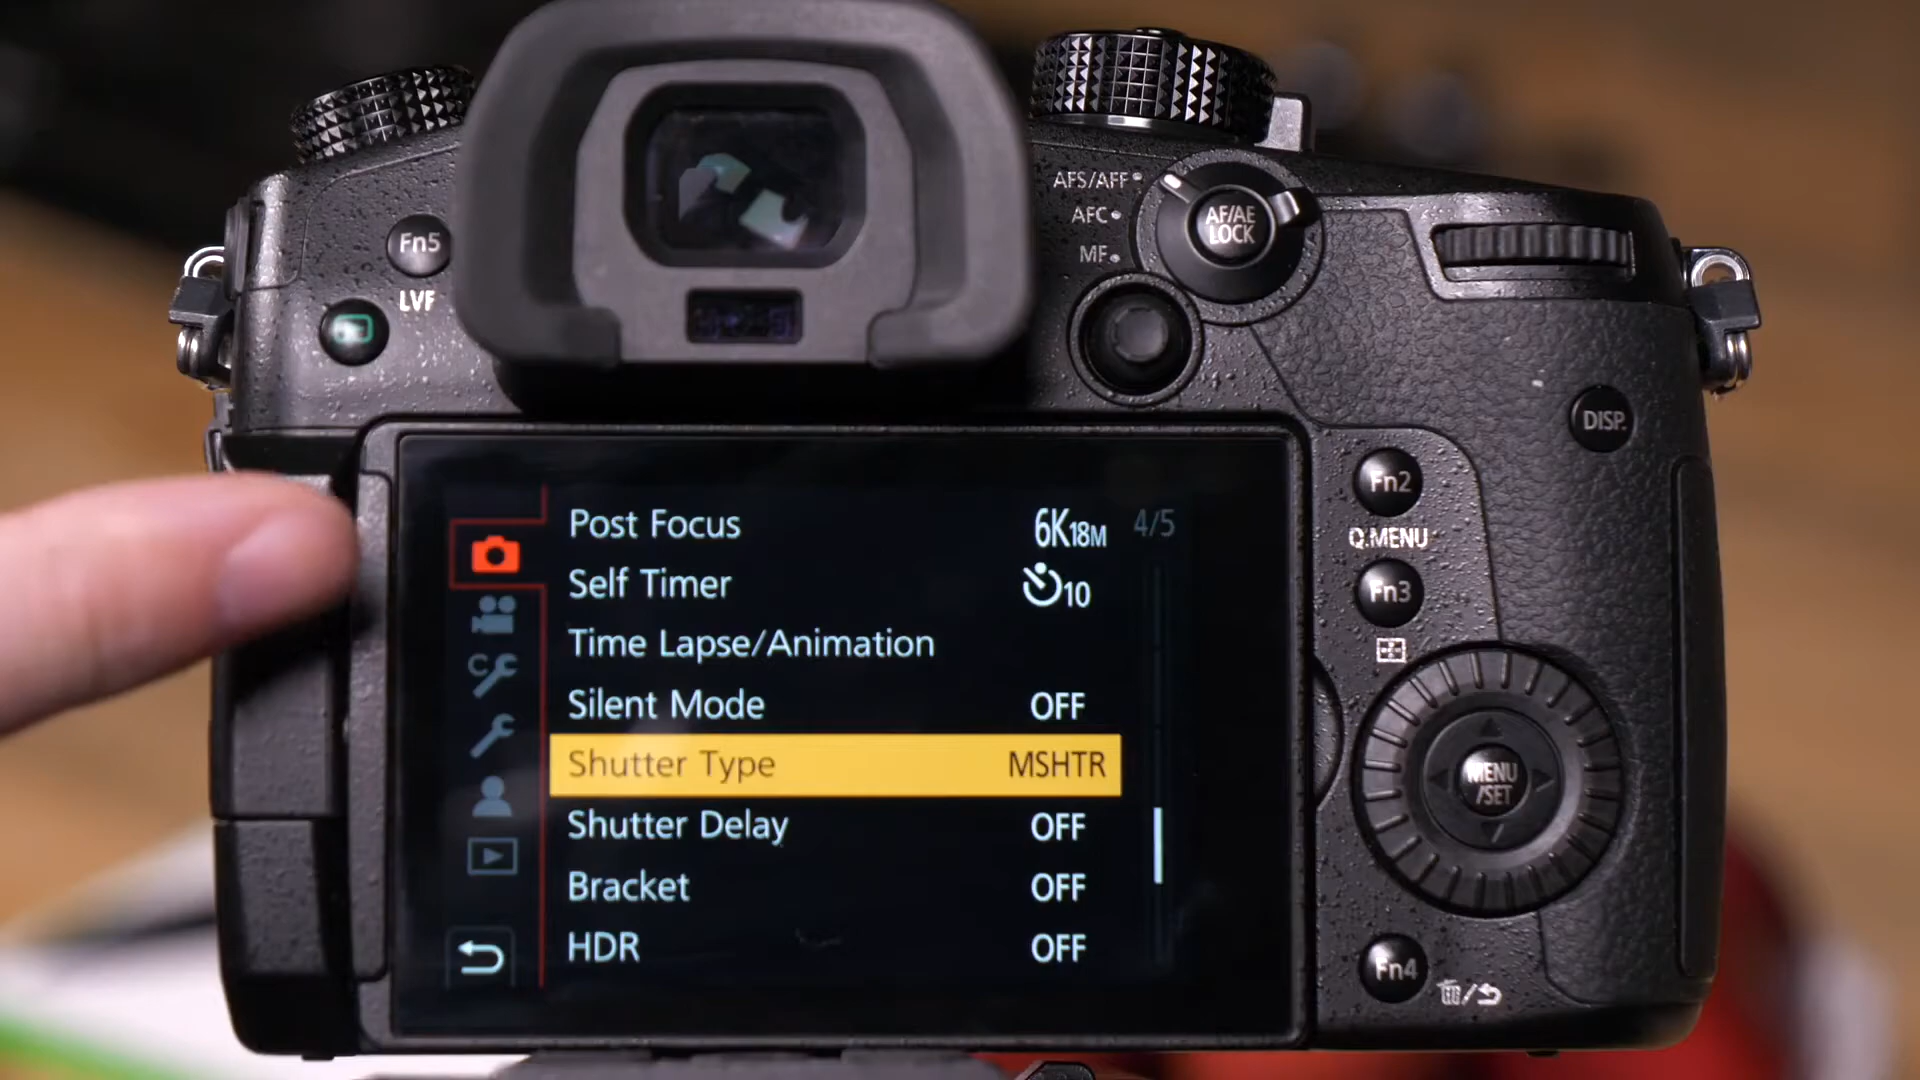 AFS/AFF
AFC
MF
AF/AE
LOCK
Fn5
LVF
DISP.
Fn2
Q.MENU
Fn3
MENU
/SET
Fn4
Post Focus 6K18M 4/5
Self Timer 10
Time Lapse/Animation
Silent Mode OFF
Shutter Type MSHTR
Shutter Delay OFF
Bracket OFF
HDR OFF
C